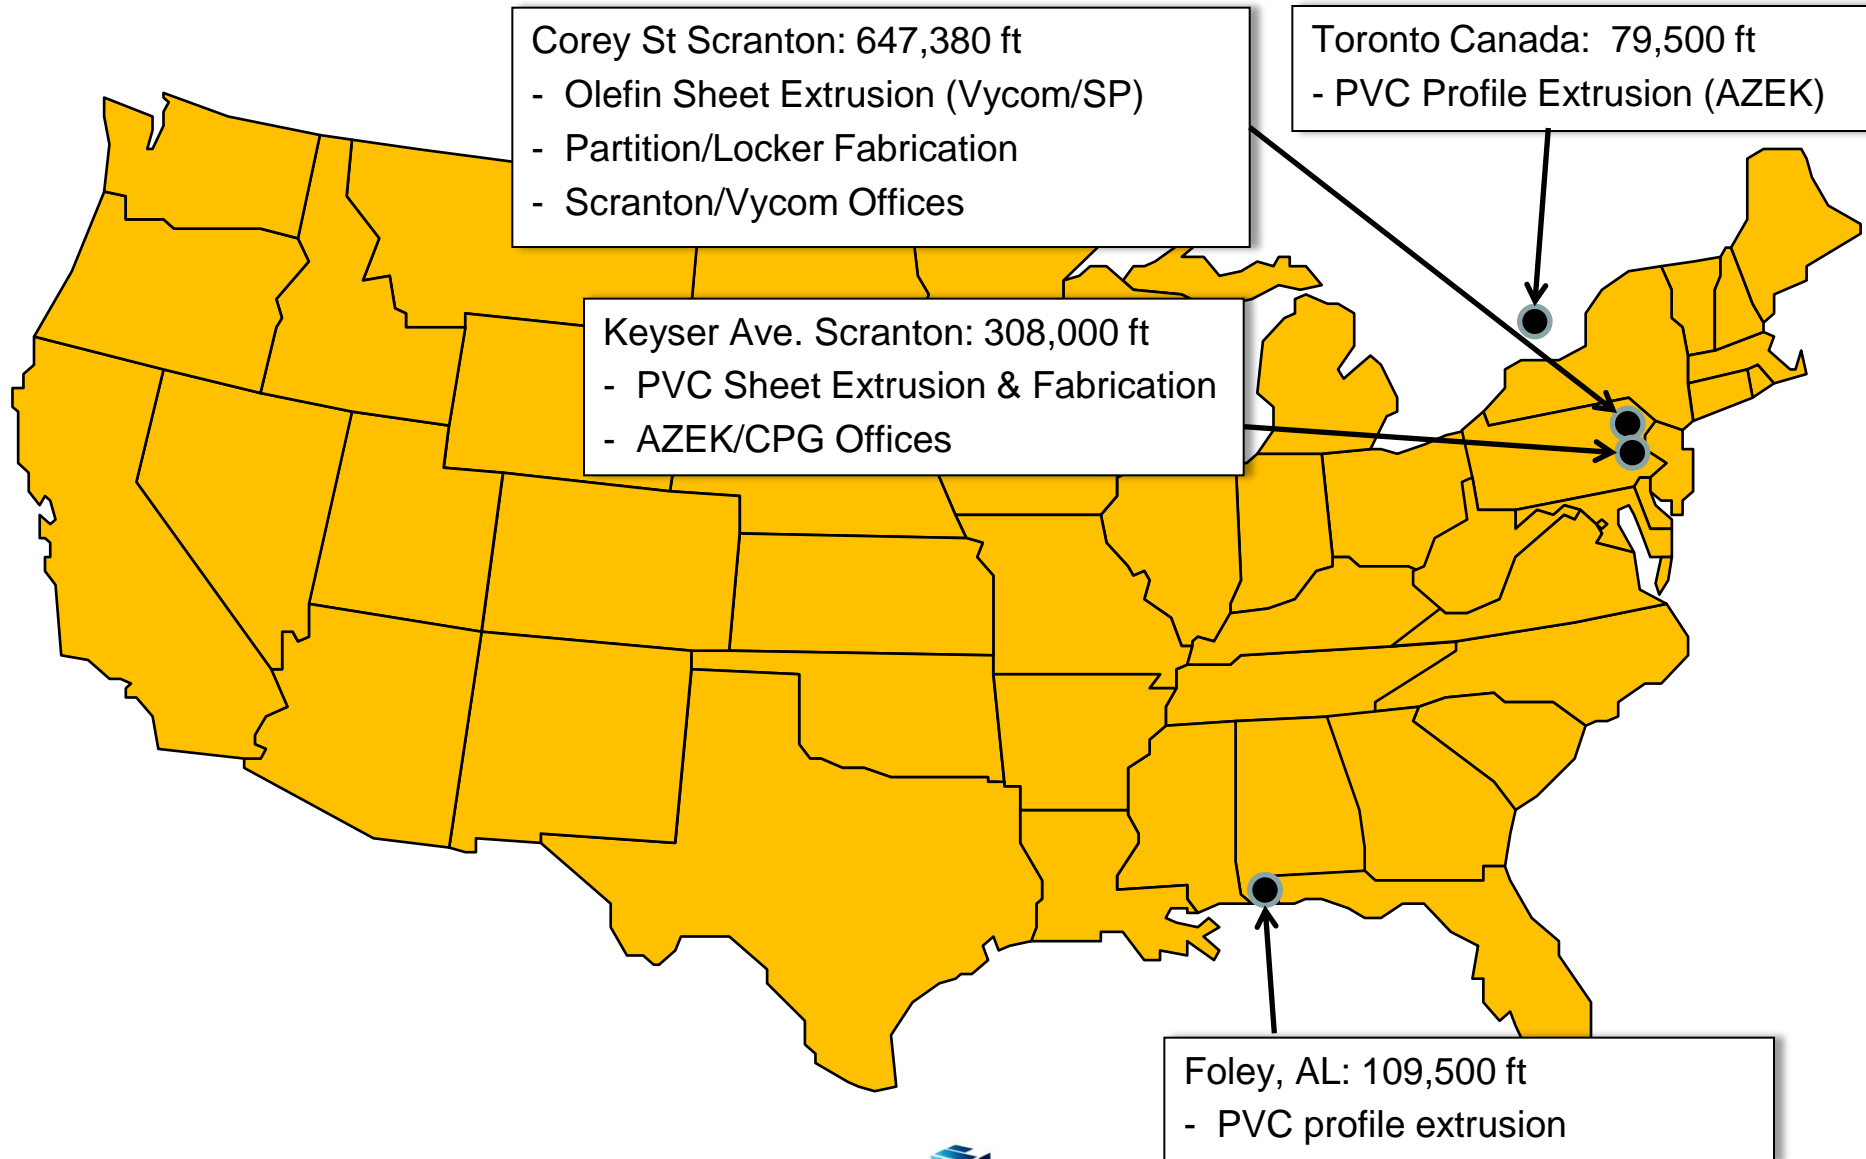 Corey St Scranton: 647,380 ft
- Olefin Sheet Extrusion (Vycom/SP)
- Partition/Locker Fabrication
- Scranton/Vycom Offices
Toronto Canada: 79,500 ft
- PVC Profile Extrusion (AZEK)
Keyser Ave. Scranton: 308,000 ft
- PVC Sheet Extrusion & Fabrication
- AZEK/CPG Offices
Foley, AL: 109,500 ft
- PVC profile extrusion